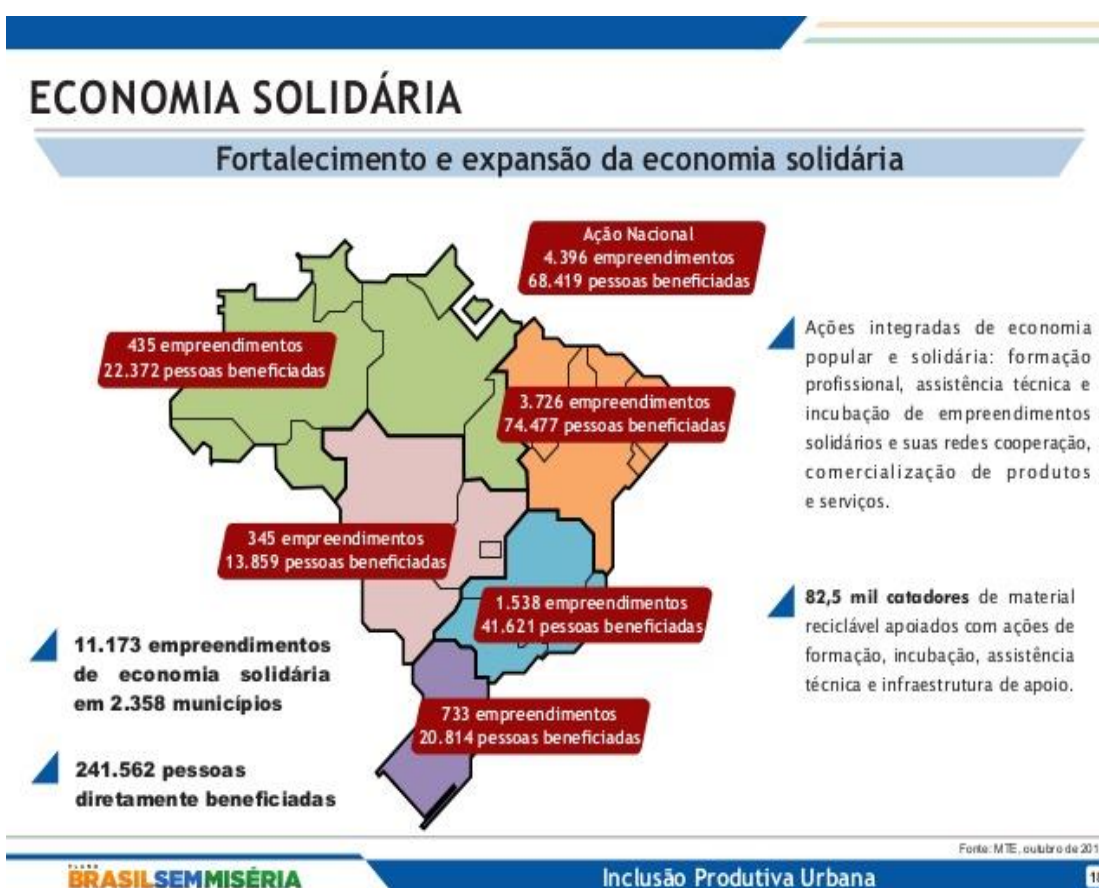 ECONOMIA SOLIDÁRIA
Fortalecimento e expansão da economia solidária
Ação Nacional
4.396 empreendimentos
68.419 pessoas beneficiadas
435 empreendimentos
22.372 pessoas beneficiadas
3.726 empreendimentos
74.477 pessoas beneficiadas
345 empreendimentos
13.859 pessoas beneficiadas
1.538 empreendimentos
41.621 pessoas beneficiadas
733 empreendimentos
20.814 pessoas beneficiadas
11.173 empreendimentos
de economia solidária
em 2.358 municípios
241.562 pessoas
diretamente beneficiadas
Ações integradas de economia
popular e solidária: formação
profissional, assistência técnica e
incubação de empreendimentos
solidários e suas redes cooperação,
comercialização de produtos
e serviços.
82,5 mil catadores de material
reciclável apoiados com ações de
formação, incubação, assistência
técnica e infraestrutura de apoio.
Fonte: MTE, outubro de 201
PLANO
BRASIL SEM MISÉRIA
Inclusão Produtiva Urbana